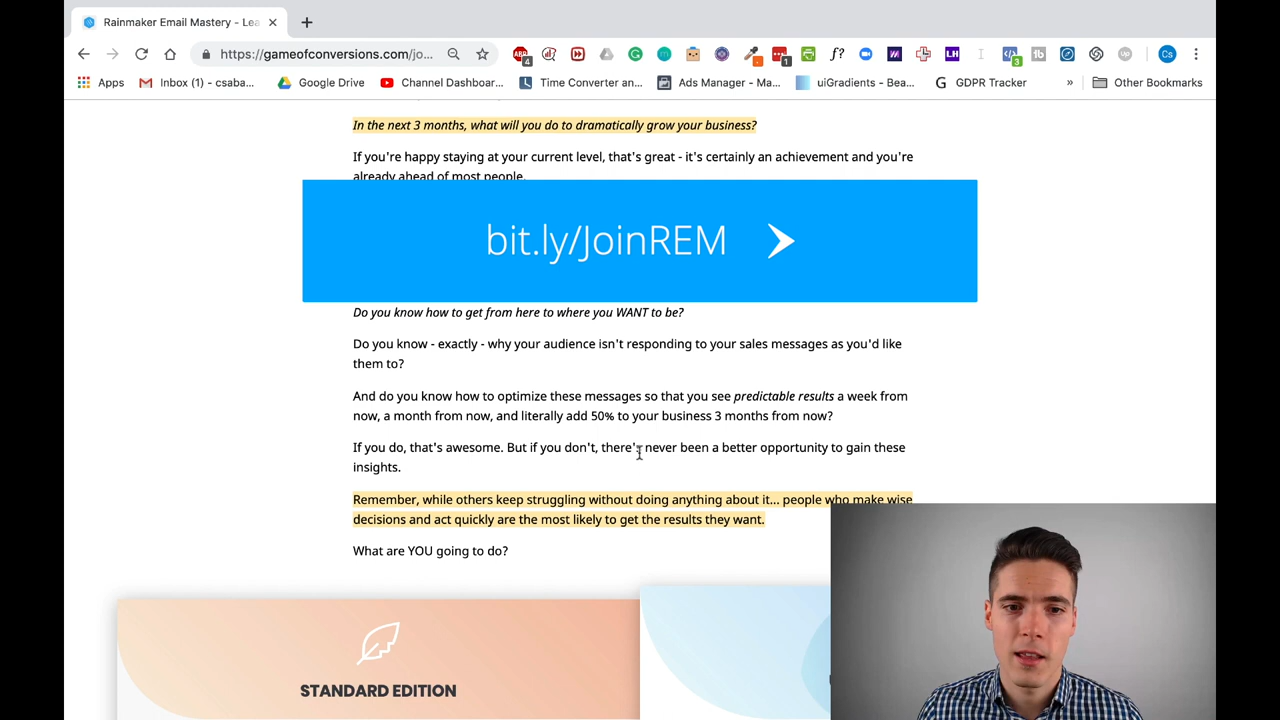 Rainmaker Email Mastery - Lea
https://gameofconversions.com/jo...
ABP
4
f?
1
M
LH
3
tb
Up
Cs
Apps
Inbox (1) - csaba...
Google Drive
Channel Dashboar...
Time Converter an...
Ads Manager - Ma...
uiGradients - Bea...
G GDPR Tracker
»
Other Bookmarks
In the next 3 months, what will you do to dramatically grow your business?
If you're happy staying at your current level, that's great - it's certainly an achievement and you're
already ahead of most people.
bit.ly/JoinREM
Do you know how to get from here to where you WANT to be?
Do you know - exactly - why your audience isn't responding to your sales messages as you'd like
them to?
And do you know how to optimize these messages so that you see predictable results a week from
now, a month from now, and literally add 50% to your business 3 months from now?
If you do, that's awesome. But if you don't, there's never been a better opportunity to gain these
insights.
Remember, while others keep struggling without doing anything about it... people who make wise
decisions and act quickly are the most likely to get the results they want.
What are YOU going to do?
STANDARD EDITION